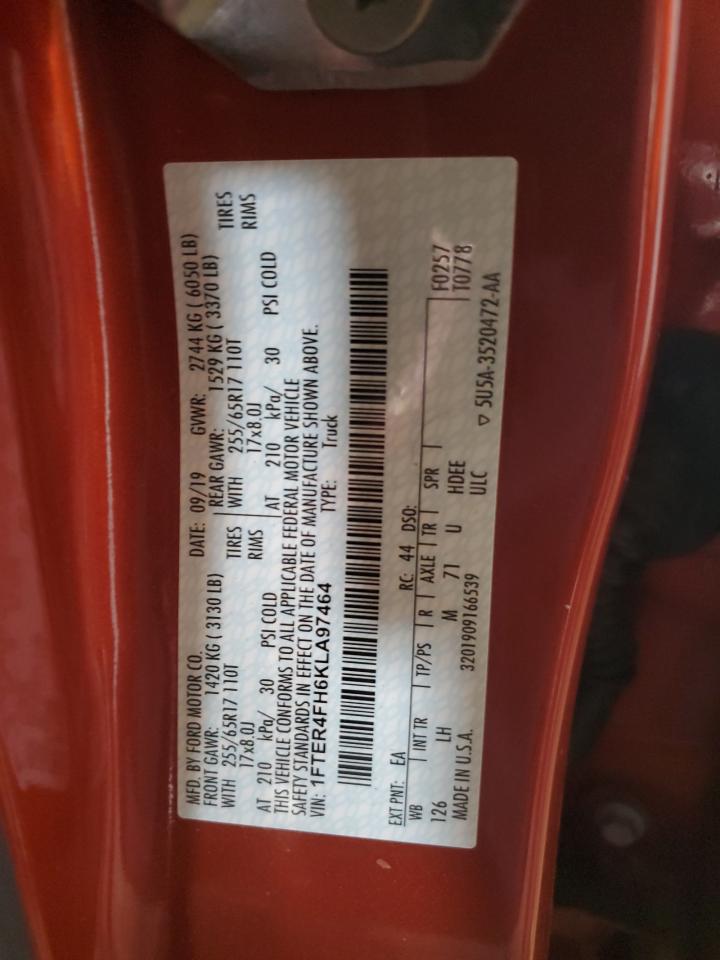 MFD. BY FORD MOTOR CO.
DATE: 09/19 GVWR: 2744 KG ( 6050 LB)
FRONT GAWR: 1420 KG ( 3130 LB) REAR GAWR: 1529 KG ( 3370 LB)
WITH 255/65R17 110T TIRES WITH 255/65R17 110T TIRES
17x8.0J RIMS 17x8.0J RIMS
AT 210 kPa/ 30 PSI COLD AT 210 kPa/ 30 PSI COLD
THIS VEHICLE CONFORMS TO ALL APPLICABLE FEDERAL MOTOR VEHICLE
SAFETY STANDARDS IN EFFECT ON THE DATE OF MANUFACTURE SHOWN ABOVE.
VIN: 1FTER4FH6KLA97464 TYPE: Truck
EXT PNT: EA RC: 44 DSO: F0257
WB INT TR TP/PS R AXLE TR SPR T0778
126 LH M 71 U HDEE
MADE IN U.S.A. 3201909166539 ULC ▽ 5U5A-3520472-AA